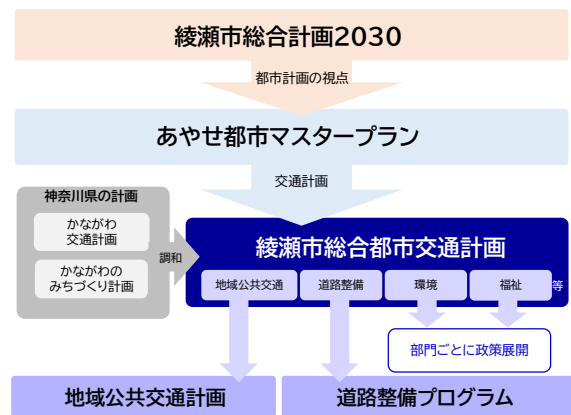 綾瀬市総合計画2030
都市計画の視点
あやせ都市マスタープラン
交通計画
神奈川県の計画
かながわ
交通計画
かながわの
みちづくり計画
調和
綾瀬市総合都市交通計画
地域公共交通
道路整備
環境
福祉
等
部門ごとに政策展開
地域公共交通計画
道路整備プログラム